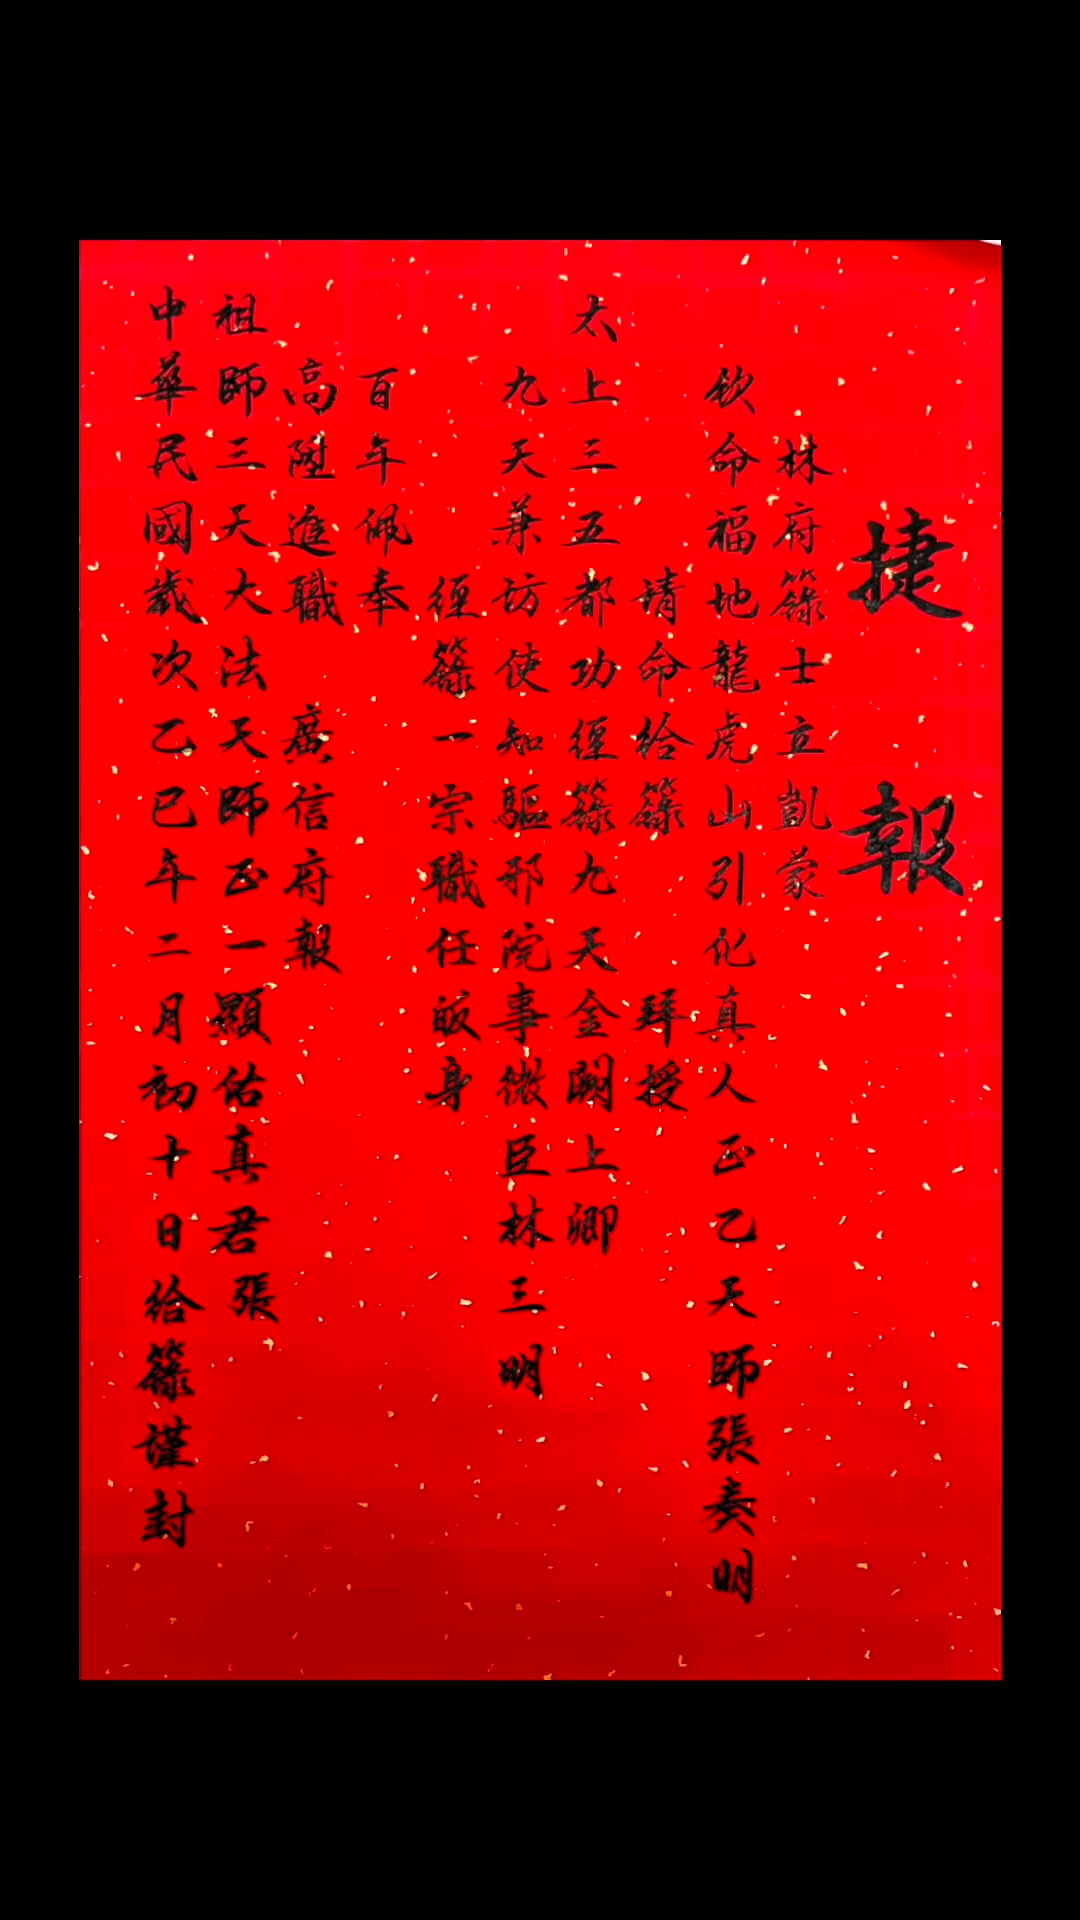 捷報
林府籙士立凱蒙
欽命福地龍虎山引化真人正乙天師張奏明
請命給籙 拜授
太上三五都功經籙九天金闕上卿
九天兼坊使知驅邪院事微臣林三明
經籙一宗職任皈身
百年佩奉
高陞進職 廣信府報
祖師三天大法天師正一顯佑真君張
中華民國歲次乙巳年二月初十日給籙謹封